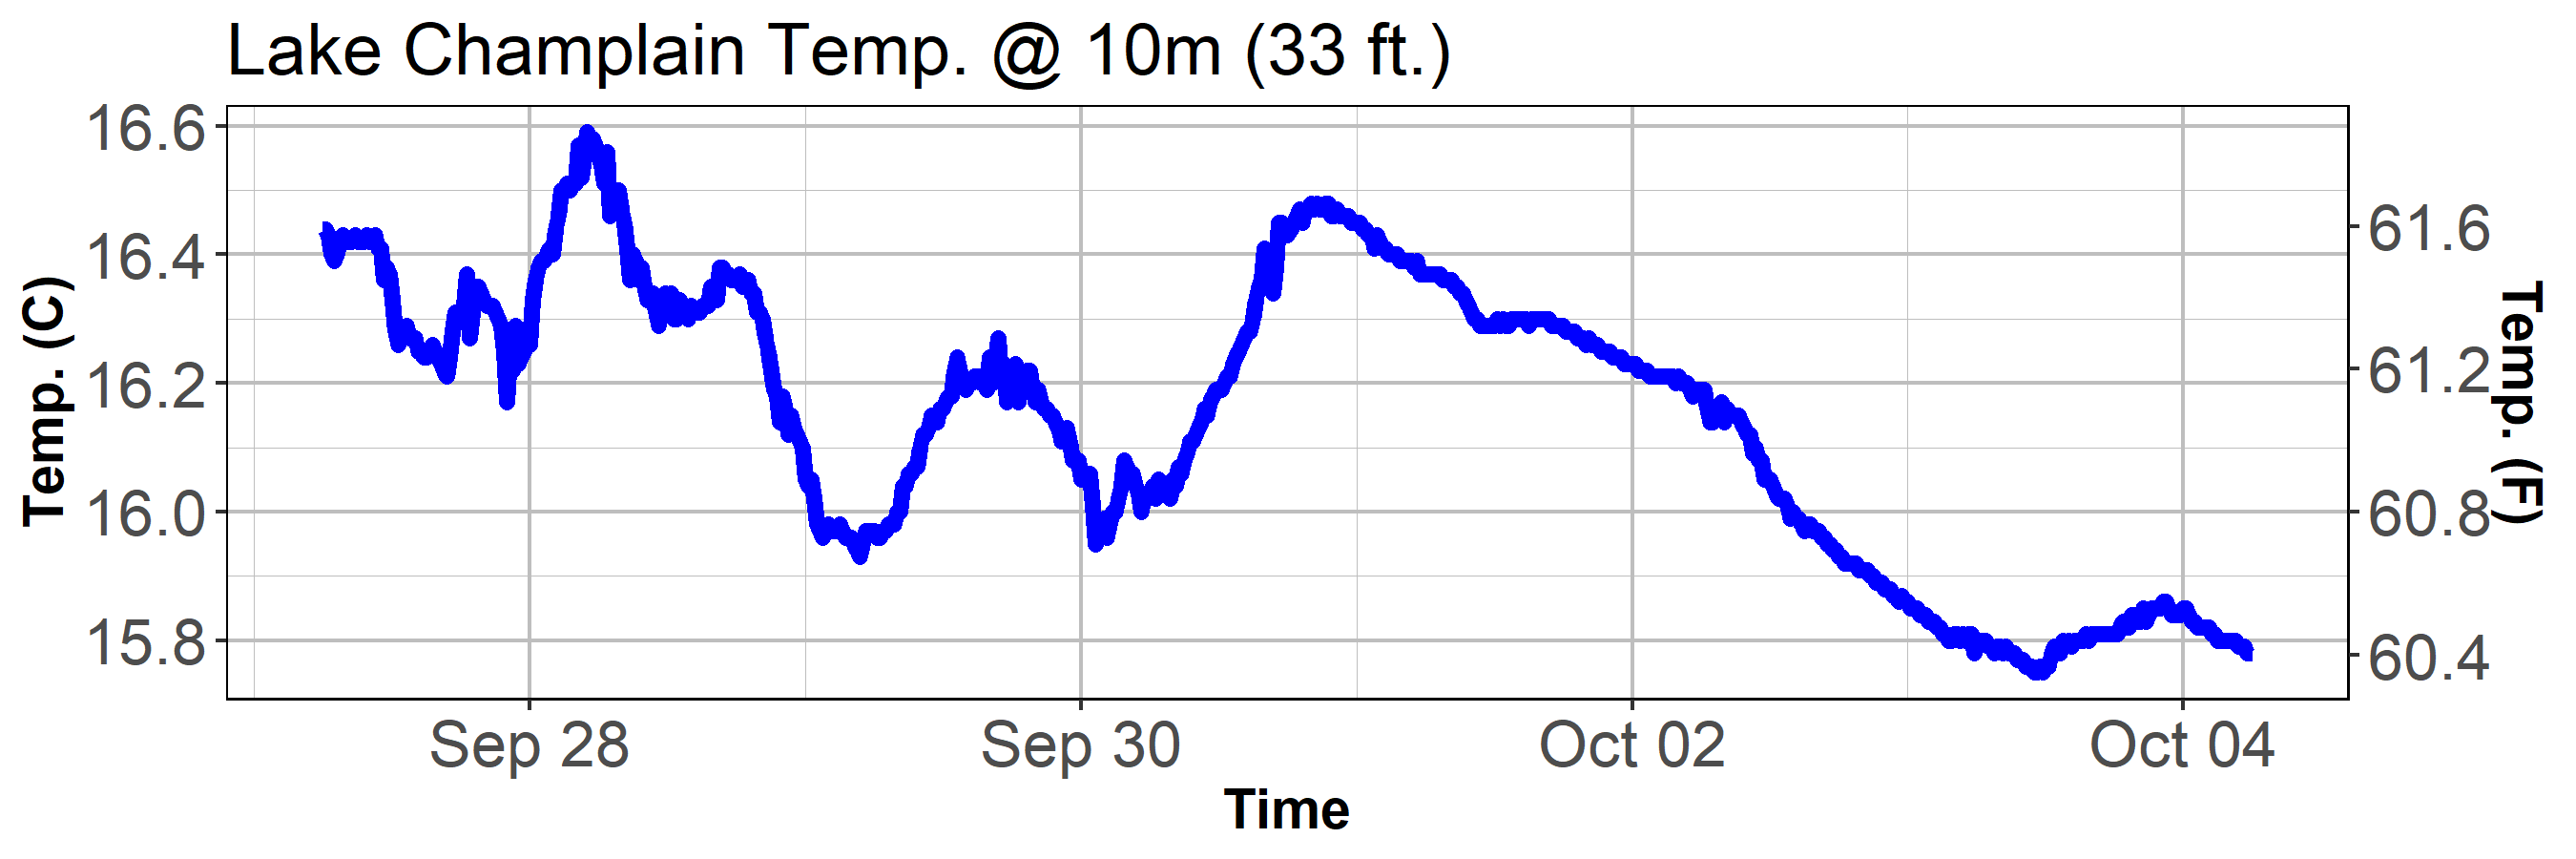 Lake Champlain Temp. @ 10m (33 ft.)
Temp. (C)
16.6
16.4
16.2
16.0
15.8
61.6
61.2
60.8
60.4
Temp. (F)
Sep 28
Sep 30
Oct 02
Oct 04
Time